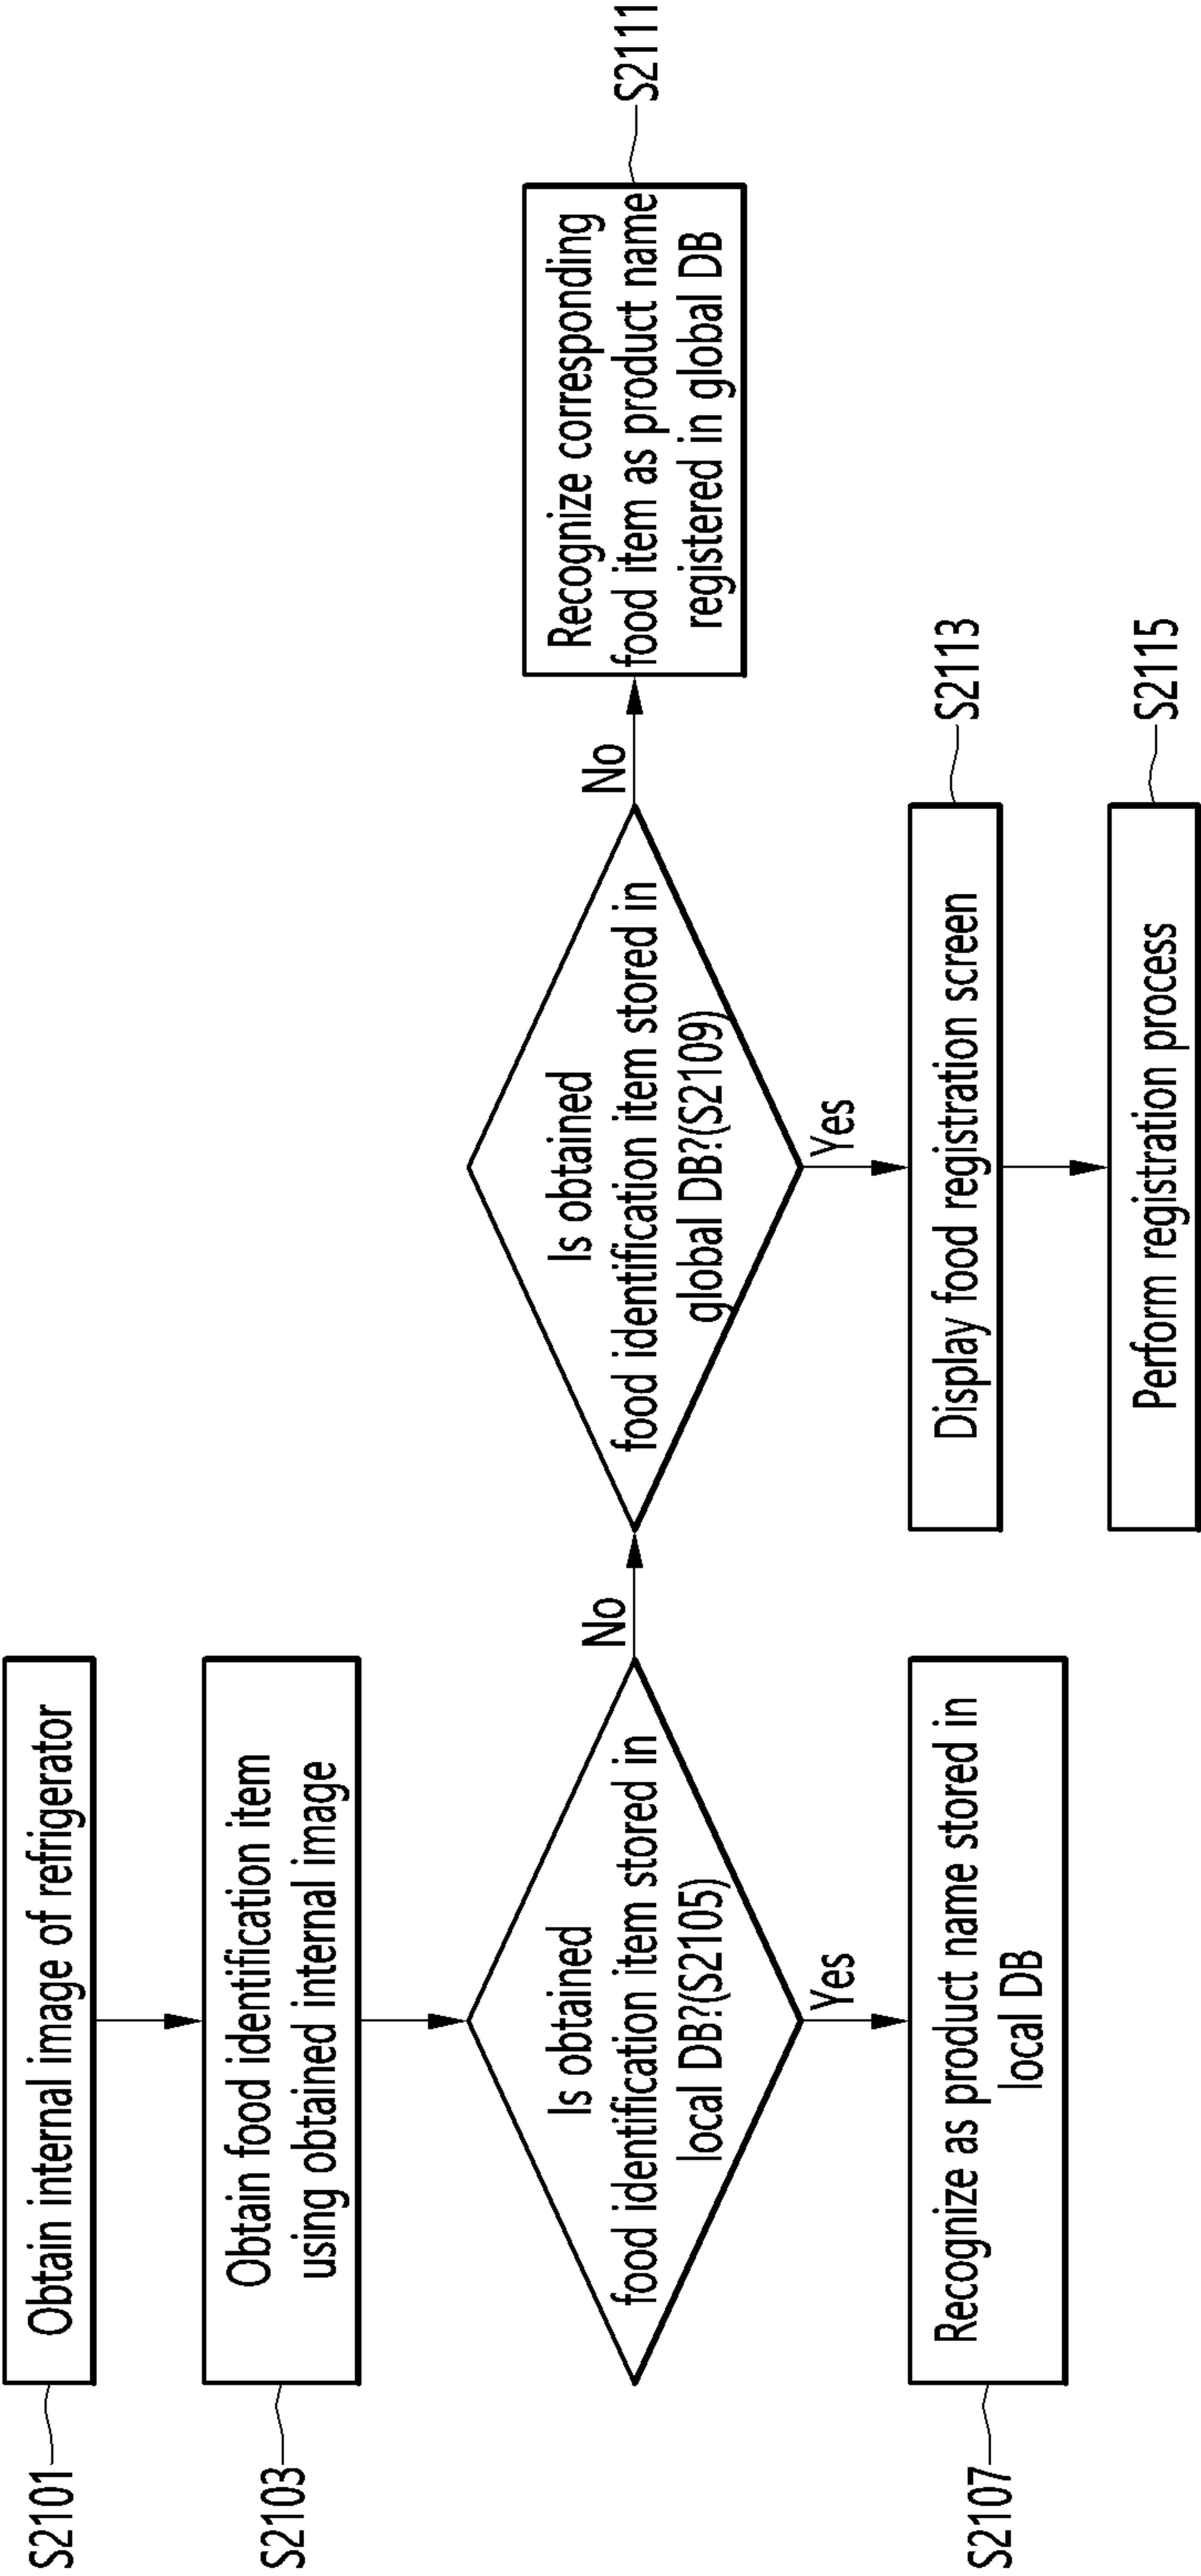 S2101
Obtain internal image of refrigerator
S2103
Obtain food identification item
using obtained internal image
Is obtained
food identification item stored in
local DB?(S2105)
No
Yes
S2107
Recognize as product name stored in
local DB
Is obtained
food identification item stored in
global DB?(S2109)
No
Yes
Recognize corresponding
food item as product name
registered in global DB
S2111
Display food registration screen
S2113
Perform registration process
S2115